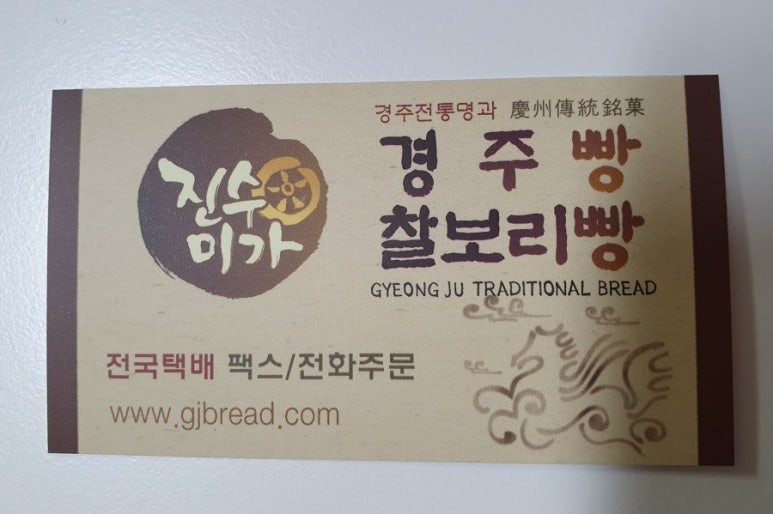 진수
미가
경주전통명과 慶州傳統銘菓
경주빵
찰보리빵
GYEONG JU TRADITIONAL BREAD
전국택배 팩스/전화주문
www.gjbread.com